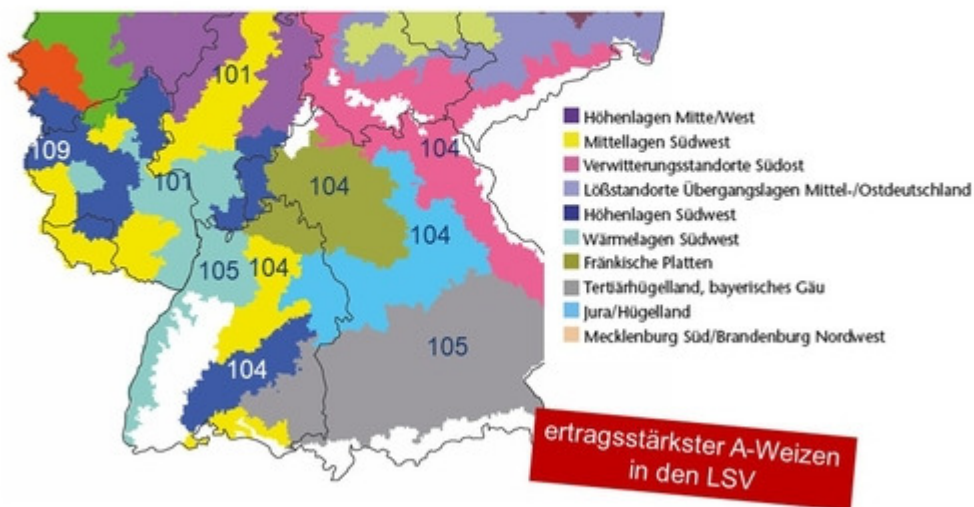 101
109
104
101
104
104
105
104
104
105
Höhenlagen Mitte/West
Mittellagen Südwest
Verwitterungsstandorte Südost
Lößstandorte Übergangslagen Mittel-/Ostdeutschland
Höhenlagen Südwest
Wärmelagen Südwest
Fränkische Platten
Tertiärhügelland, bayerisches Gäu
Jura/Hügelland
Mecklenburg Süd/Brandenburg Nordwest
ertragsstärkster A-Weizen
in den LSV